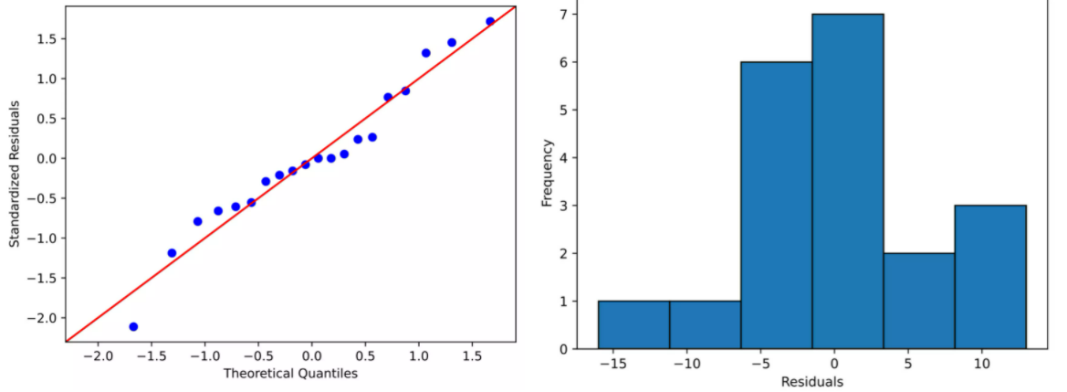 1.5
1.0
0.5
0.0
−0.5
−1.0
−1.5
−2.0
Standardized Residuals
−2.0 −1.5 −1.0 −0.5 0.0 0.5 1.0 1.5
Theoretical Quantiles
7
6
5
4
3
2
1
0
Frequency
−15 −10 −5 0 5 10
Residuals